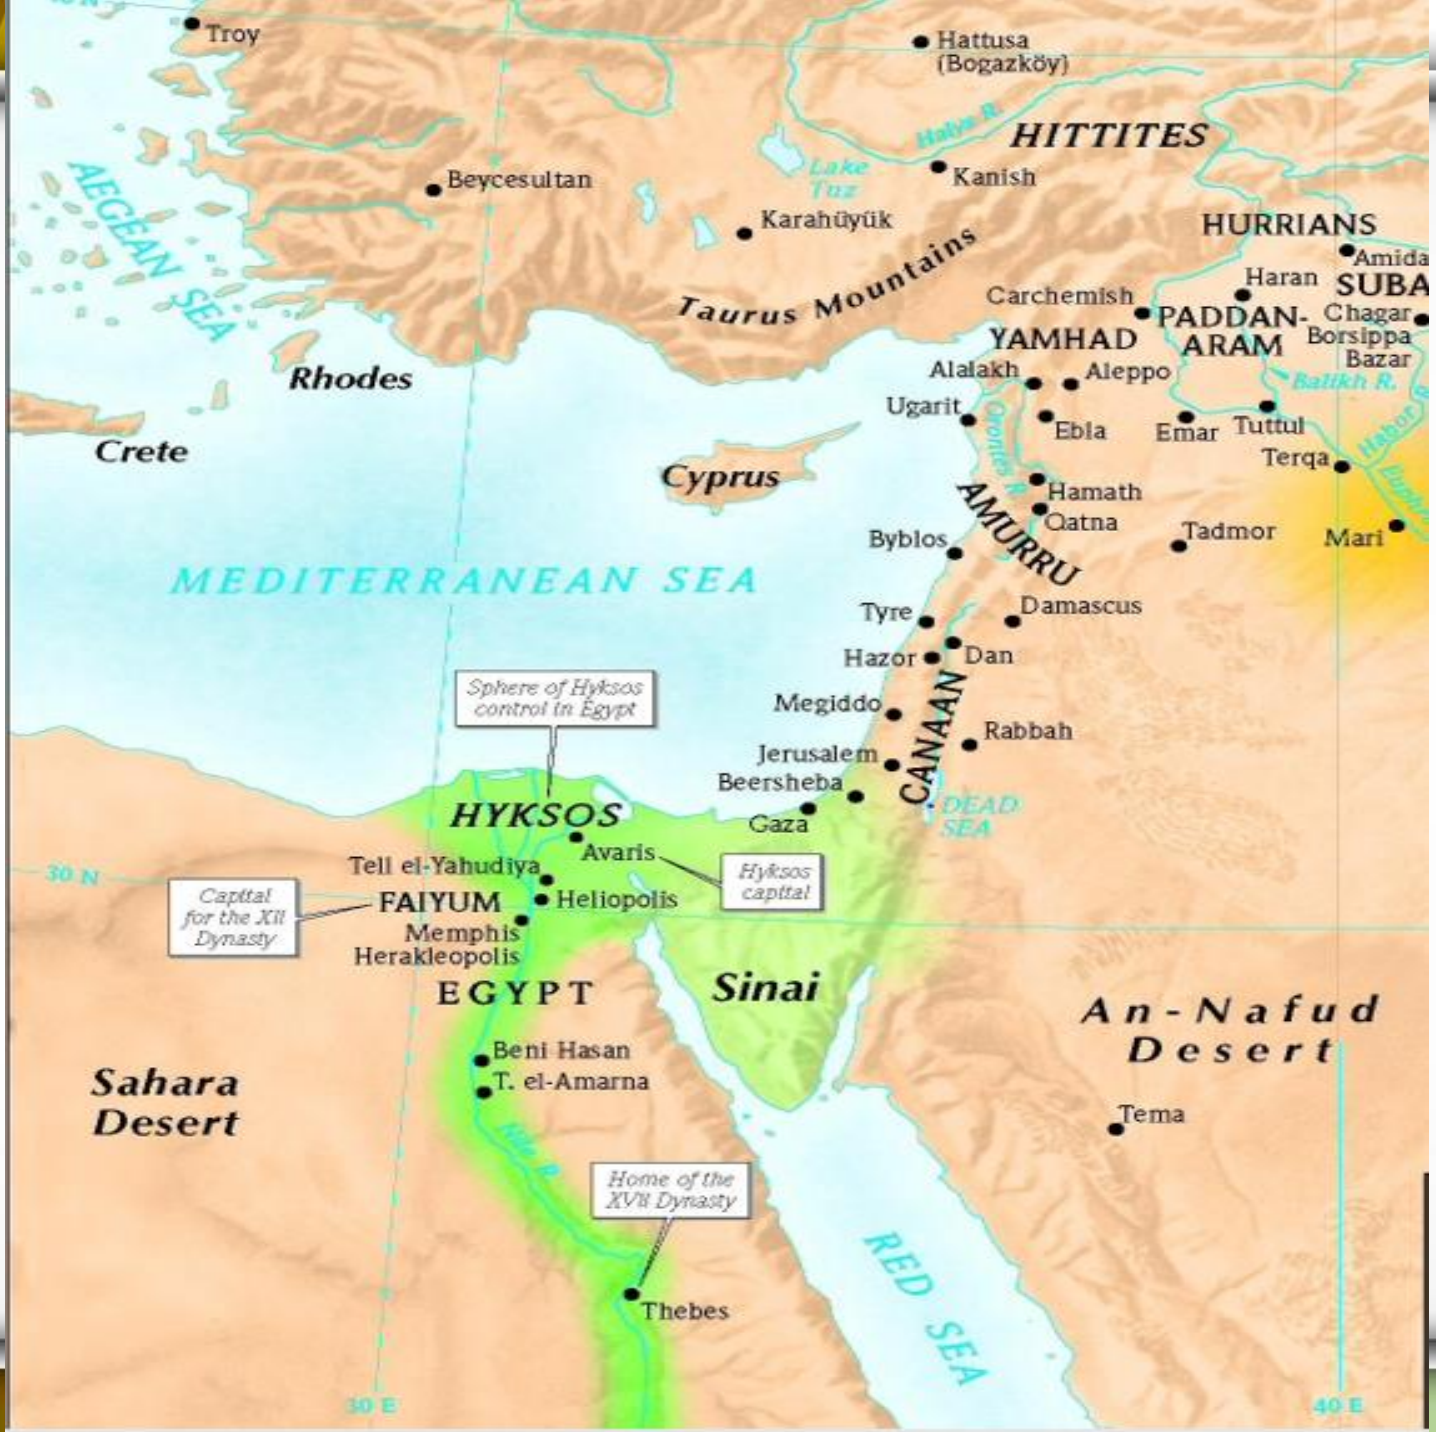 Troy
Hattusa
(Bogazköy)
Halys R.
HITTITES
Lake
Tuz
Kanish
Beycesultan
AEGEAN SEA
Karahüyük
HURRIANS
Amida
Taurus Mountains
Haran
SUBA
Carchemish
PADDAN-
ARAM
Chagar
Borsippa
Bazar
YAMHAD
Rhodes
Alalakh
Aleppo
Balikh R.
Ugarit
Orontes R.
Ebla
Emar
Tuttul
Habor R.
Crete
Cyprus
Terqa
Hamath
AMURRU
Qatna
Tadmor
Mari
Byblos
MEDITERRANEAN SEA
Tyre
Damascus
Hazor
Dan
Sphere of Hyksos
control in Egypt
Megiddo
CANAAN
Rabbah
Jerusalem
Beersheba
HYKSOS
Gaza
DEAD
SEA
Avaris
Tell el-Yahudiya
Hyksos
capital
30 N
Capital
for the XII
Dynasty
FAIYUM
Heliopolis
Memphis
Herakleopolis
EGYPT
Sinai
An-Nafud
Desert
Beni Hasan
T. el-Amarna
Sahara
Desert
Tema
Nile R.
Home of the
XVII Dynasty
RED SEA
Thebes
30 E
40 E